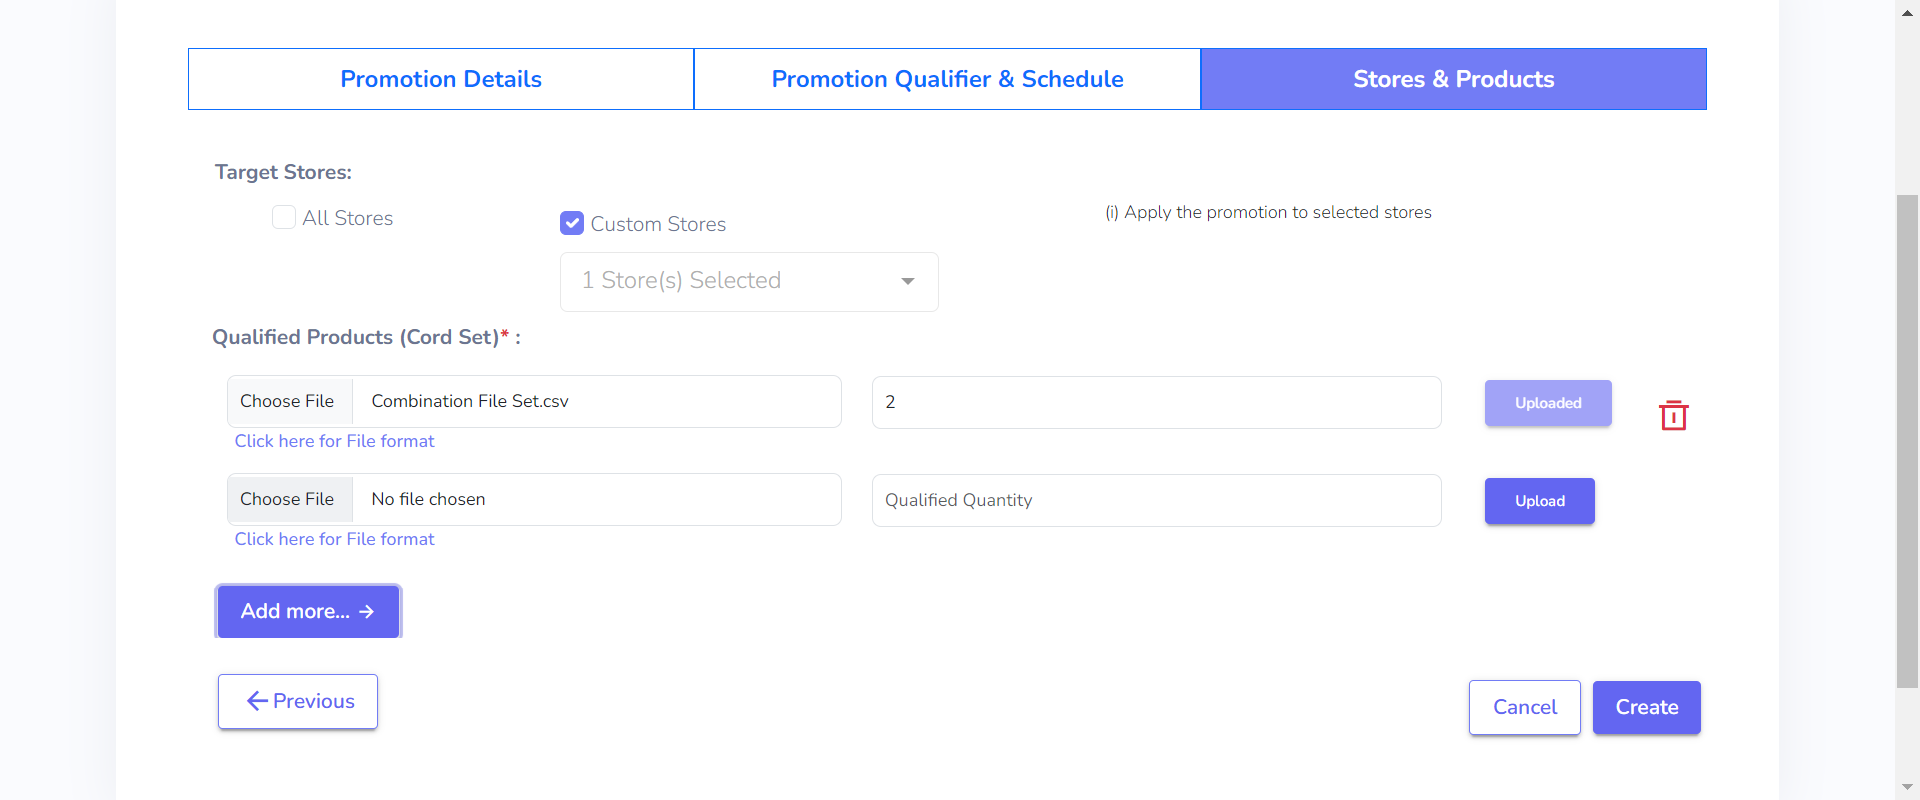 Promotion Details
Promotion Qualifier & Schedule
Stores & Products
Target Stores:
All Stores
Custom Stores
(i) Apply the promotion to selected stores
1 Store(s) Selected
Qualified Products (Cord Set)* :
Choose File
Combination File Set.csv
2
Uploaded
Click here for File format
Choose File
No file chosen
Qualified Quantity
Upload
Click here for File format
Add more...
Previous
Cancel
Create